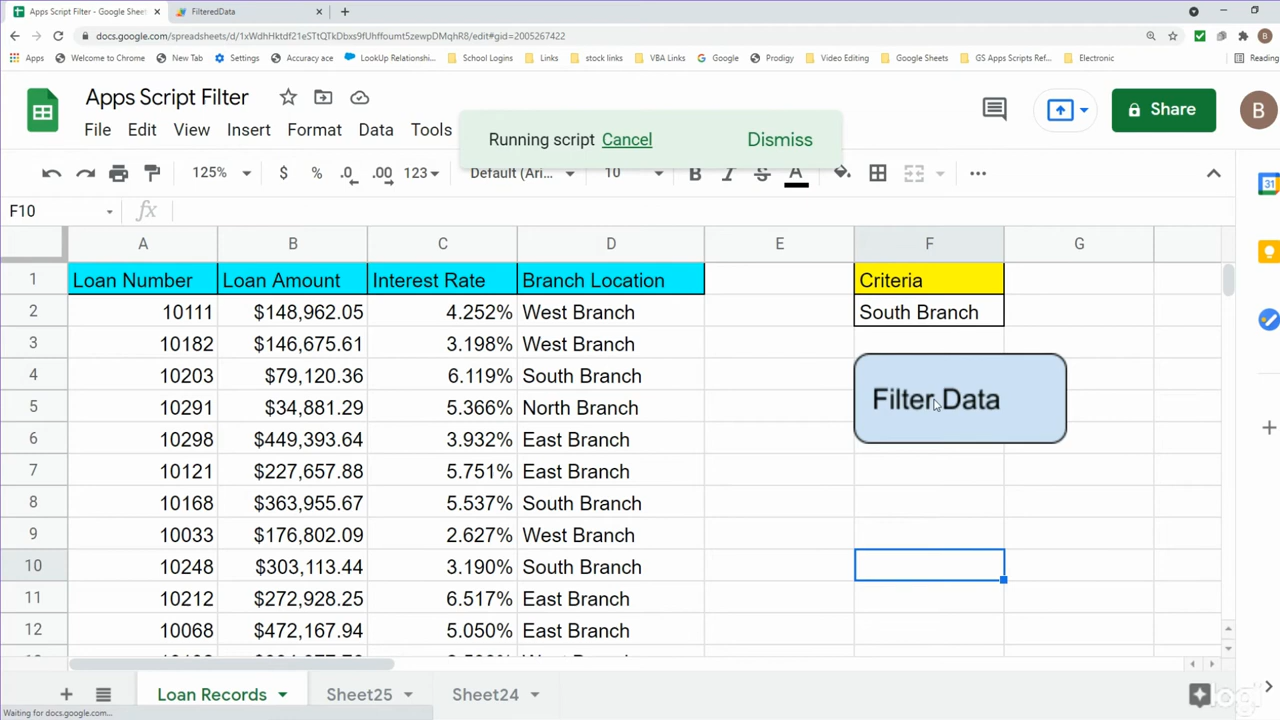 Apps Script Filter - Google Sheet
FilteredData
docs.google.com/spreadsheets/d/1xWdhHktdf21eSTtQTkDbxs9fUhffoumt5zewpDMqhR8/edit#gid=2005267422
Apps
Welcome to Chrome
New Tab
Settings
Accuracy ace
LookUp Relationshi...
School Logins
Links
stock links
VBA Links
Google
Prodigy
Video Editing
Google Sheets
GS Apps Scripts Ref...
Electronic
Reading
Apps Script Filter
File Edit View Insert Format Data Tools
Running script Cancel Dismiss
Share
B
125% $ % .0 .00 123 Default (Ari... 10 B I S A
F10 fx
A B C D E F G
1 Loan Number Loan Amount Interest Rate Branch Location Criteria
2 10111 $148,962.05 4.252% West Branch South Branch
3 10182 $146,675.61 3.198% West Branch
4 10203 $79,120.36 6.119% South Branch
5 10291 $34,881.29 5.366% North Branch
Filter Data
6 10298 $449,393.64 3.932% East Branch
7 10121 $227,657.88 5.751% East Branch
8 10168 $363,955.67 5.537% South Branch
9 10033 $176,802.09 2.627% West Branch
10 10248 $303,113.44 3.190% South Branch
11 10212 $272,928.25 6.517% East Branch
12 10068 $472,167.94 5.050% East Branch
Loan Records Sheet25 Sheet24
Waiting for docs.google.com...